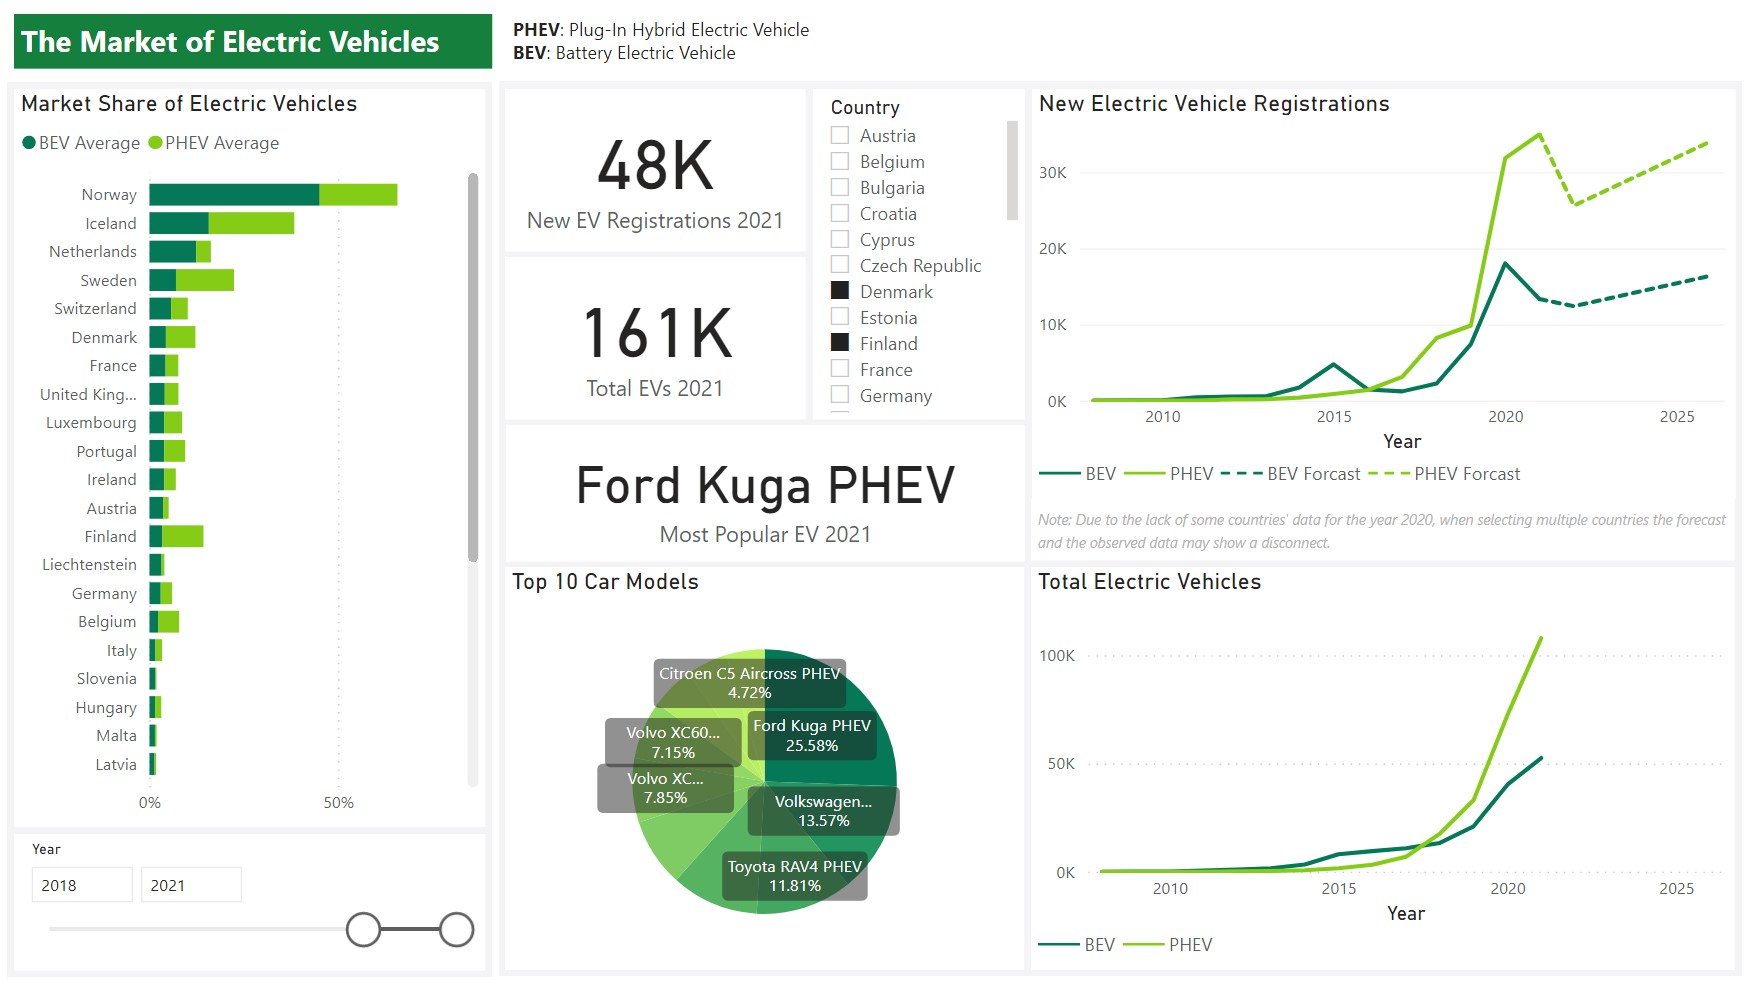 The Market of Electric Vehicles
PHEV: Plug-In Hybrid Electric Vehicle
BEV: Battery Electric Vehicle
Market Share of Electric Vehicles
BEV Average PHEV Average
Norway
Iceland
Netherlands
Sweden
Switzerland
Denmark
France
United King...
Luxembourg
Portugal
Ireland
Austria
Finland
Liechtenstein
Germany
Belgium
Italy
Slovenia
Hungary
Malta
Latvia
0% 50%
Year
2018 2021
48K
New EV Registrations 2021
161K
Total EVs 2021
Country
Austria
Belgium
Bulgaria
Croatia
Cyprus
Czech Republic
Denmark
Estonia
Finland
France
Germany
Ford Kuga PHEV
Most Popular EV 2021
Top 10 Car Models
Citroen C5 Aircross PHEV
4.72%
Ford Kuga PHEV
25.58%
Volvo XC60...
7.15%
Volvo XC...
7.85%
Volkswagen...
13.57%
Toyota RAV4 PHEV
11.81%
New Electric Vehicle Registrations
30K
20K
10K
0K
2010 2015 2020 2025
Year
BEV PHEV BEV Forcast PHEV Forcast
Note: Due to the lack of some countries' data for the year 2020, when selecting multiple countries the forecast
and the observed data may show a disconnect.
Total Electric Vehicles
100K
50K
0K
2010 2015 2020 2025
Year
BEV PHEV